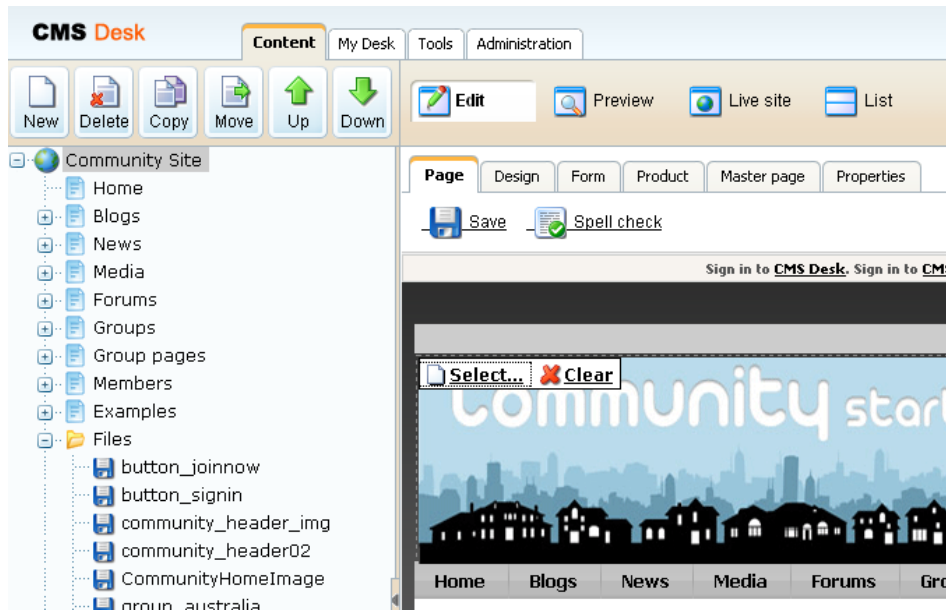 CMS Desk
Content My Desk Tools Administration
New Delete Copy Move Up Down
Edit Preview Live site List
Community Site
Home
Blogs
News
Media
Forums
Groups
Group pages
Members
Examples
Files
button_joinnow
button_signin
community_header_img
community_header02
CommunityHomeImage
group_australia
Page Design Form Product Master page Properties
Save Spell check
Sign in to CMS Desk. Sign in to CMS
Select... Clear
community star
Home Blogs News Media Forums Gro